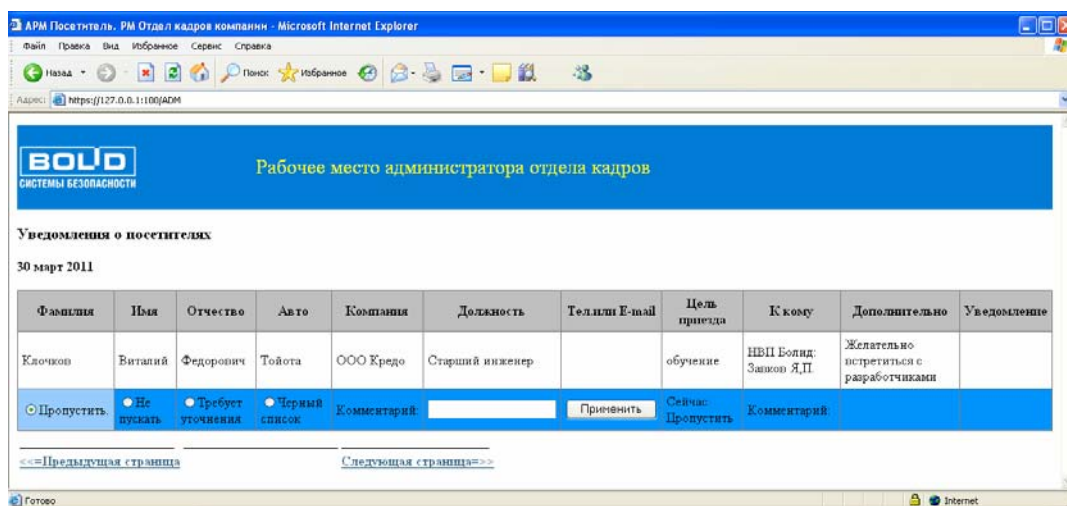 АРМ Посетитель. РМ Отдел кадров компании - Microsoft Internet Explorer
Файл Правка Вид Избранное Сервис Справка
Назад Поиск Избранное
Адрес: https://127.0.0.1:100/ADM
BOLID
СИСТЕМЫ БЕЗОПАСНОСТИ
Рабочее место администратора отдела кадров
Уведомления о посетителях
30 март 2011
Фамилия Имя Отчество Авто Компания Должность Тел.или E-mail Цель приезда К кому Дополнительно Уведомление
Клочков Виталий Федорович Тойота ООО Кредо Старший инженер обучение НВП Болид: Заиков Я,П. Желательно встретиться с разработчиками
Пропустить. Не пускать Требует уточнения Черный список Комментарий: Применить Сейчас: Пропустить Комментарий:
<<=Предыдущая страница Следующая страница=>>
Готово Internet